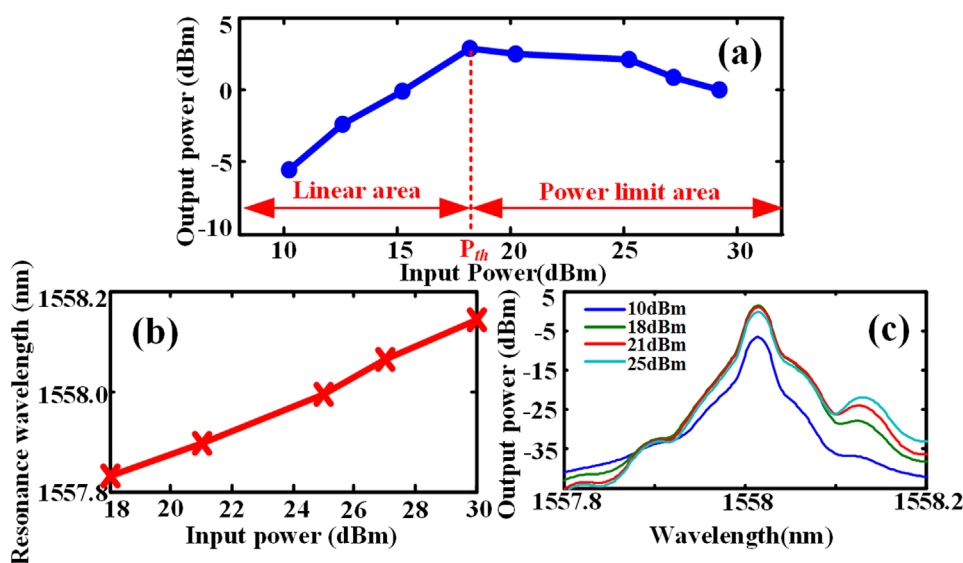 (a)
Output power (dBm)
5
0
-5
-10
Linear area
Power limit area
10
15
P_th
20
25
30
Input Power(dBm)
(b)
Resonance wavelength (nm)
1558.2
1558.0
1557.8
18
20
22
24
26
28
30
Input power (dBm)
(c)
Output power (dBm)
5
-5
-15
-25
-35
10dBm
18dBm
21dBm
25dBm
1557.8
1558
1558.2
Wavelength(nm)